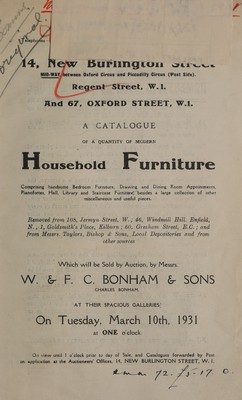 14, New Burlington Street
MID-WAY between Oxford Circus and Piccadilly Circus (West Side).
Regent Street, W.1.
And 67, OXFORD STREET, W.1.
A CATALOGUE
OF A QUANTITY OF MODERN
Household Furniture
Comprising handsome Bedroom Furniture, Drawing and Dining Room Appointments,
Pianofortes, Hall, Library and Staircase Furniture, besides a large collection of other
miscellaneous and useful pieces.
Removed from 108, Jermyn Street, W.; 46, Windmill Hill, Enfield,
N.; 1, Goldsmith's Place, Kilburn; 60, Gresham Street, E.C.; and
from Messrs. Taylors, Bishop & Sons, Local Depositories and from
other sources
Which will be Sold by Auction, by Messrs.
W. & F. C. BONHAM & SONS
CHARLES BONHAM.
AT THEIR SPACIOUS GALLERIES:
On Tuesday, March 10th, 1931
at ONE o'clock
On view until 1 o'clock prior to day of Sale, and Catalogues forwarded by Post
on application at the Auctioneers' Offices, 14, NEW BURLINGTON STREET, W.1.
72. £5-17.0.